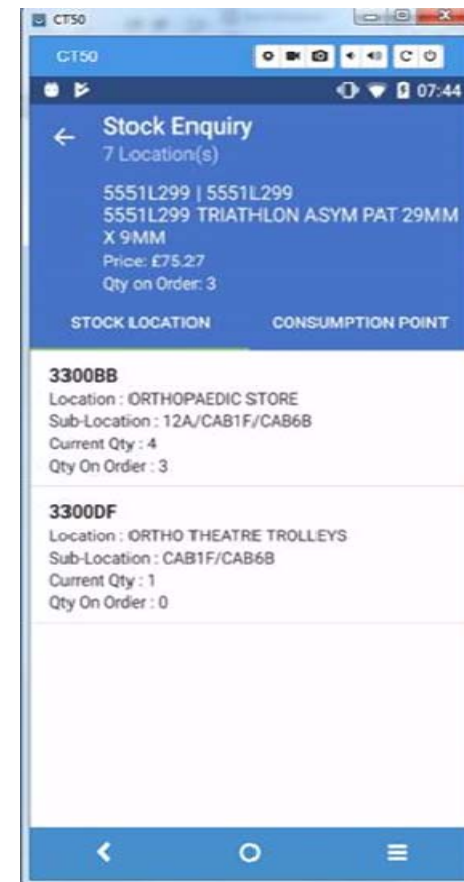 CT50
CT50
07:44
Stock Enquiry
7 Location(s)
5551L299 | 5551L299
5551L299 TRIATHLON ASYM PAT 29MM
X 9MM
Price: £75.27
Qty on Order: 3
STOCK LOCATION CONSUMPTION POINT
3300BB
Location : ORTHOPAEDIC STORE
Sub-Location : 12A/CAB1F/CAB6B
Current Qty : 4
Qty On Order : 3
3300DF
Location : ORTHO THEATRE TROLLEYS
Sub-Location : CAB1F/CAB6B
Current Qty : 1
Qty On Order : 0